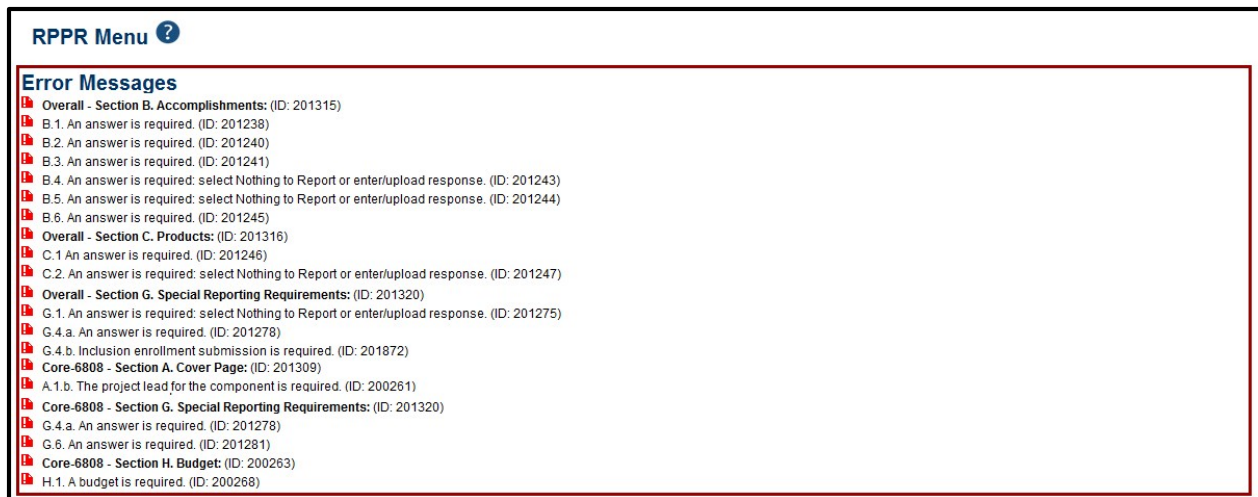 RPPR Menu ?
Error Messages
Overall - Section B. Accomplishments: (ID: 201315)
B.1. An answer is required. (ID: 201238)
B.2. An answer is required. (ID: 201240)
B.3. An answer is required. (ID: 201241)
B.4. An answer is required: select Nothing to Report or enter/upload response. (ID: 201243)
B.5. An answer is required: select Nothing to Report or enter/upload response. (ID: 201244)
B.6. An answer is required. (ID: 201245)
Overall - Section C. Products: (ID: 201316)
C.1 An answer is required. (ID: 201246)
C.2. An answer is required: select Nothing to Report or enter/upload response. (ID: 201247)
Overall - Section G. Special Reporting Requirements: (ID: 201320)
G.1. An answer is required: select Nothing to Report or enter/upload response. (ID: 201275)
G.4.a. An answer is required. (ID: 201278)
G.4.b. Inclusion enrollment submission is required. (ID: 201872)
Core-6808 - Section A. Cover Page: (ID: 201309)
A.1.b. The project lead for the component is required. (ID: 200261)
Core-6808 - Section G. Special Reporting Requirements: (ID: 201320)
G.4.a. An answer is required. (ID: 201278)
G.6. An answer is required. (ID: 201281)
Core-6808 - Section H. Budget: (ID: 200263)
H.1. A budget is required. (ID: 200268)